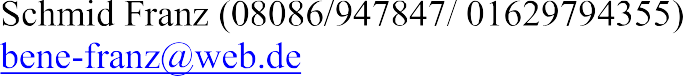 Schmid Franz (08086/947847/ 01629794355)
bene-franz@web.de